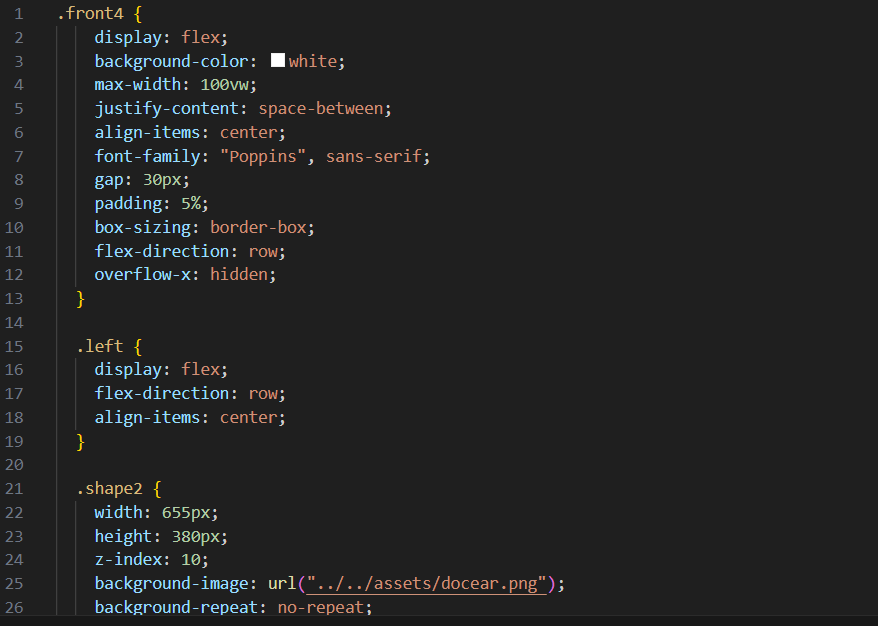 1 .front4 {
2 display: flex;
3 background-color: white;
4 max-width: 100vw;
5 justify-content: space-between;
6 align-items: center;
7 font-family: "Poppins", sans-serif;
8 gap: 30px;
9 padding: 5%;
10 box-sizing: border-box;
11 flex-direction: row;
12 overflow-x: hidden;
13 }
14
15 .left {
16 display: flex;
17 flex-direction: row;
18 align-items: center;
19 }
20
21 .shape2 {
22 width: 655px;
23 height: 380px;
24 z-index: 10;
25 background-image: url("../../assets/docear.png");
26 background-repeat: no-repeat;